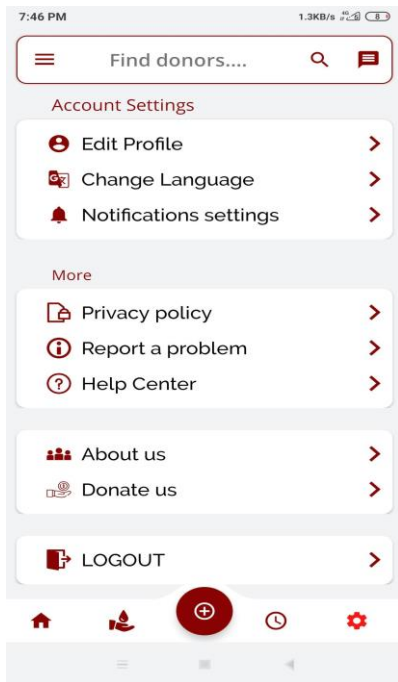 7:46 PM 1.3KB/s 4G 8
Find donors....
Account Settings
Edit Profile
Change Language
Notifications settings
More
Privacy policy
Report a problem
Help Center
About us
Donate us
LOGOUT